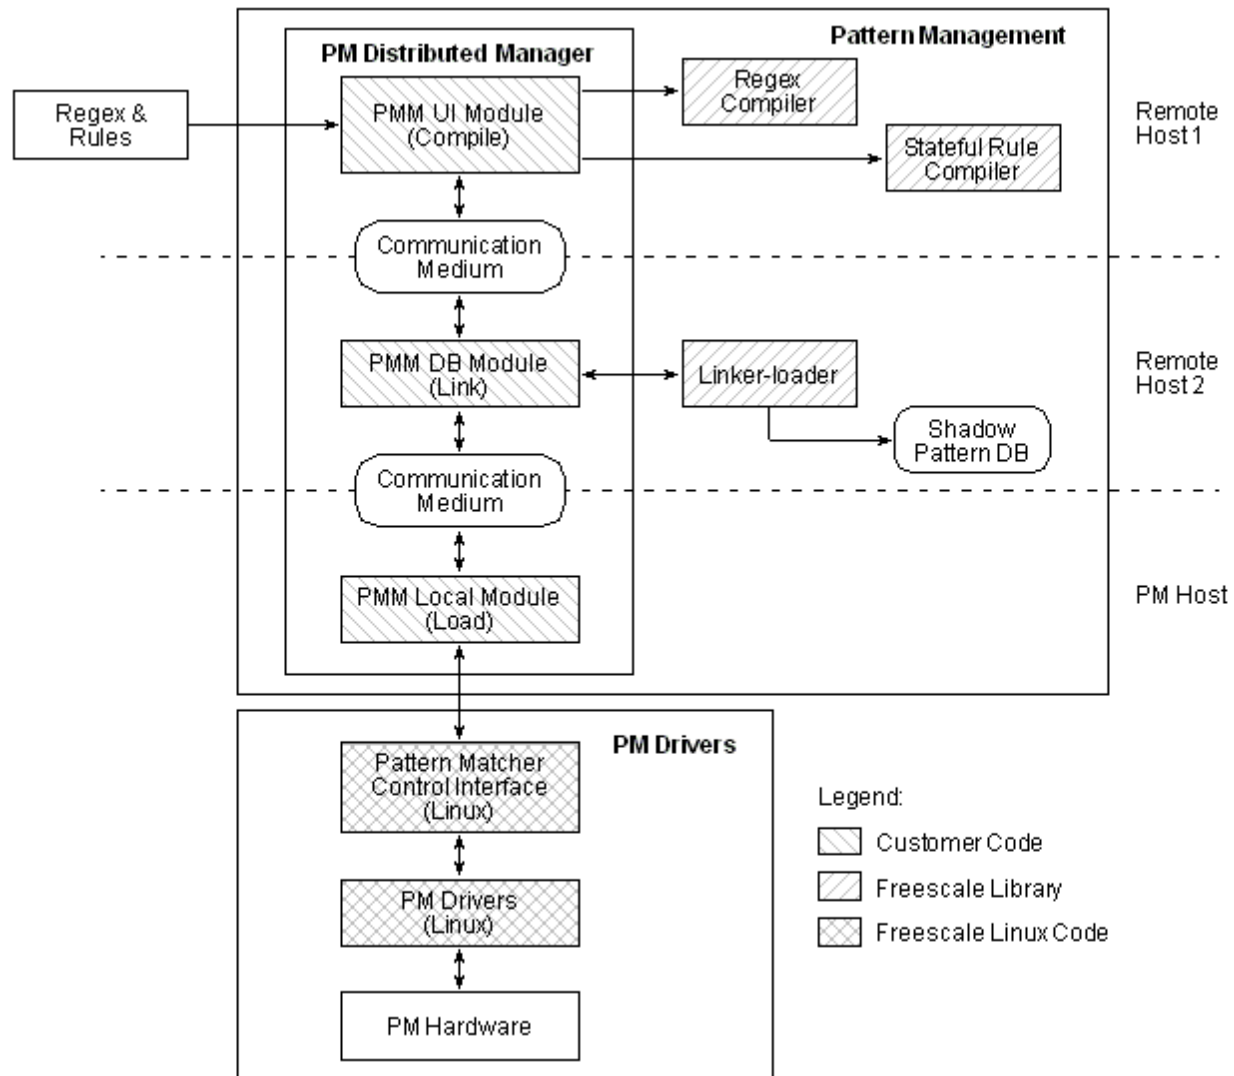 PM Distributed Manager
Pattern Management
Regex &
Rules
PMM UI Module
(Compile)
Regex
Compiler
Stateful Rule
Compiler
Remote
Host 1
Communication
Medium
PMM DB Module
(Link)
Linker-loader
Shadow
Pattern DB
Remote
Host 2
Communication
Medium
PMM Local Module
(Load)
PM Host
PM Drivers
Pattern Matcher
Control Interface
(Linux)
PM Drivers
(Linux)
PM Hardware
Legend:
Customer Code
Freescale Library
Freescale Linux Code